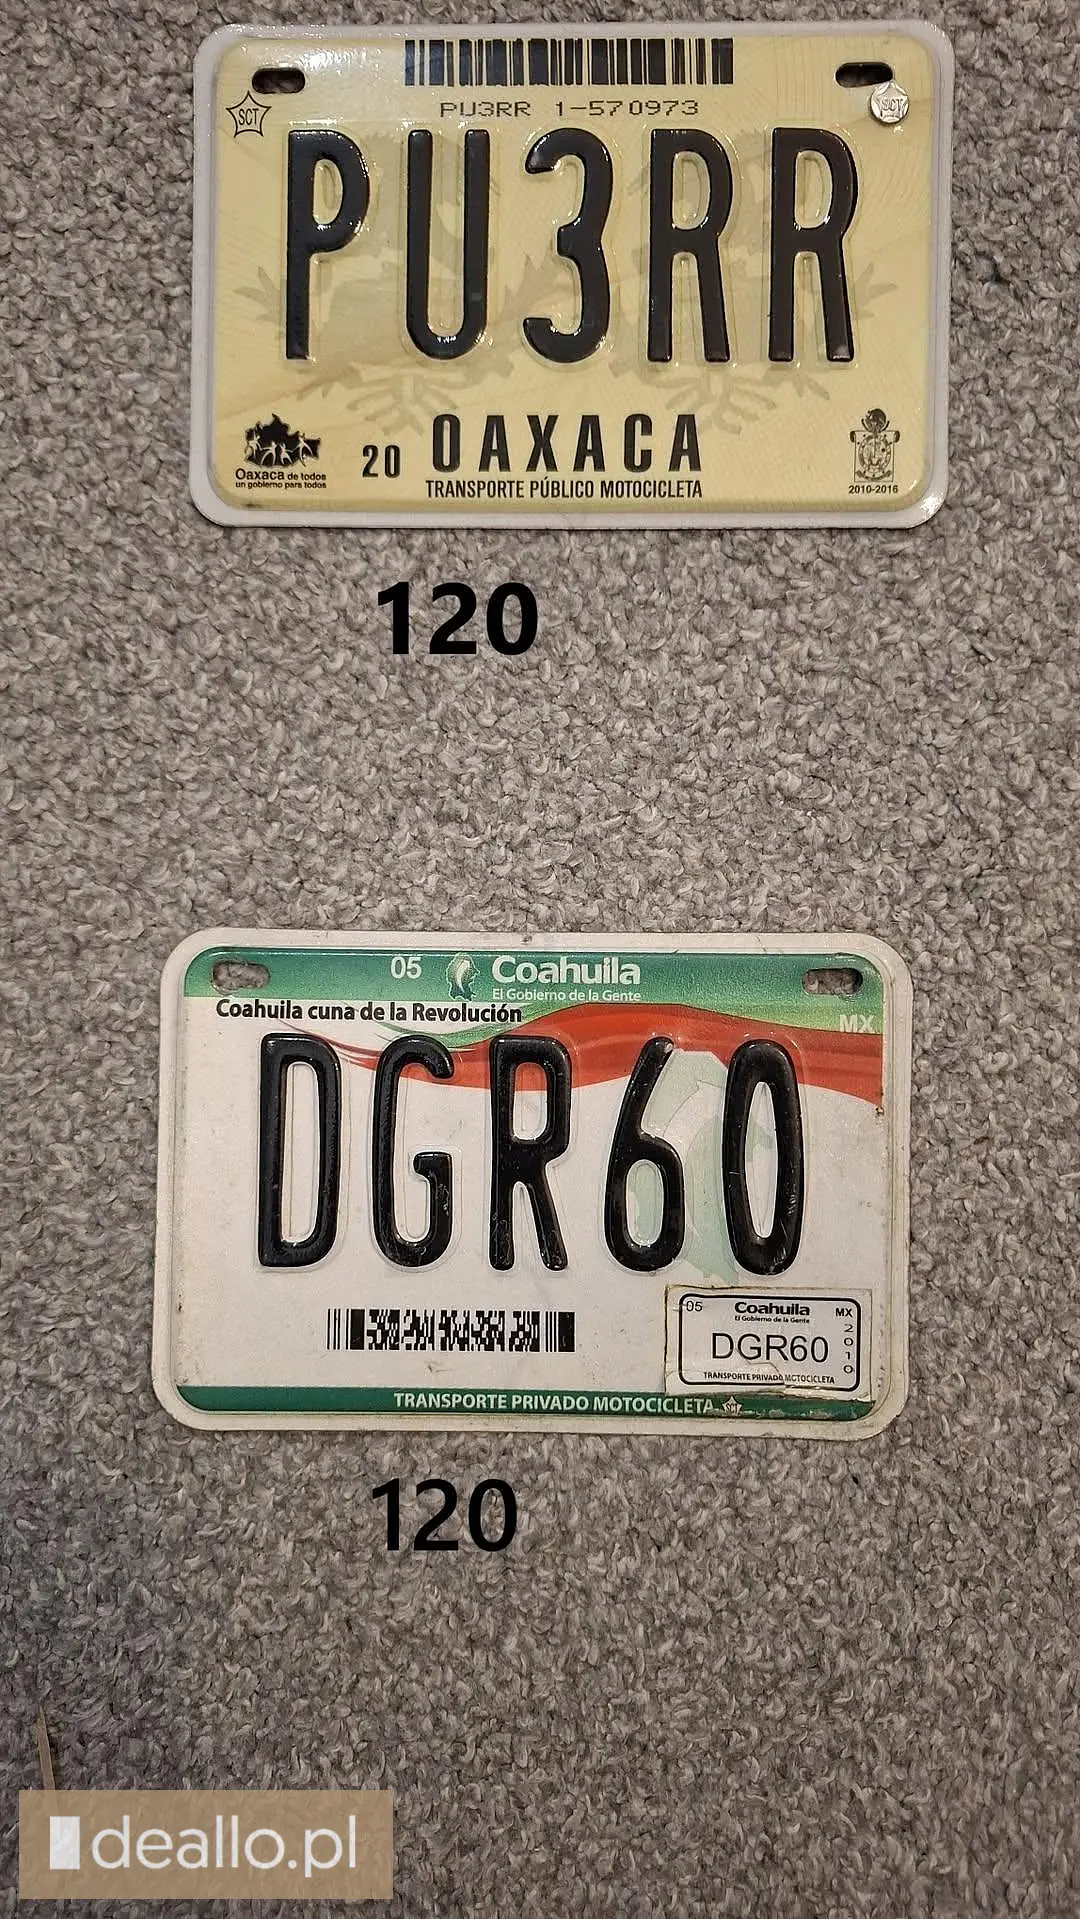 SCT
SCT
PU3RR 1-570973
PU3RR
Oaxaca de todos
un gobierno para todos
20 OAXACA
TRANSPORTE PÚBLICO MOTOCICLETA
2010-2016
120
05 Coahuila
El Gobierno de la Gente
Coahuila cuna de la Revolución
MX
DGR60
05 Coahuila MX
El Gobierno de la Gente
DGR60
2010
TRANSPORTE PRIVADO MOTOCICLETA
TRANSPORTE PRIVADO MOTOCICLETA SCT
120
deallo.pl